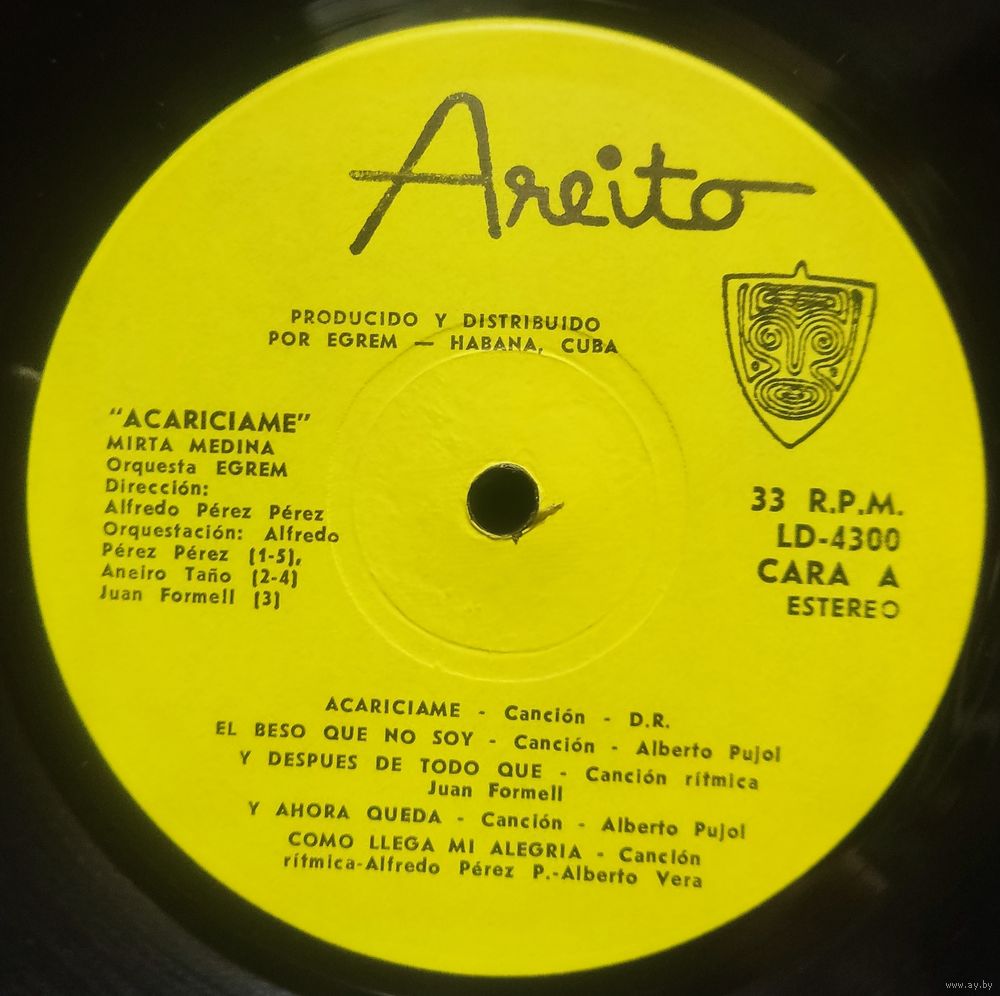 Areito
PRODUCIDO Y DISTRIBUIDO
POR EGREM — HABANA, CUBA
"ACARICIAME"
MIRTA MEDINA
Orquesta EGREM
Dirección:
Alfredo Pérez Pérez
Orquestación: Alfredo
Pérez Pérez (1-5),
Aneiro Taño (2-4)
Juan Formell (3)
33 R.P.M.
LD-4300
CARA A
ESTEREO
ACARICIAME - Canción - D.R.
EL BESO QUE NO SOY - Canción - Alberto Pujol
Y DESPUES DE TODO QUE - Canción rítmica
Juan Formell
Y AHORA QUEDA - Canción - Alberto Pujol
COMO LLEGA MI ALEGRIA - Canción
rítmica-Alfredo Pérez P.-Alberto Vera
www.ay.by